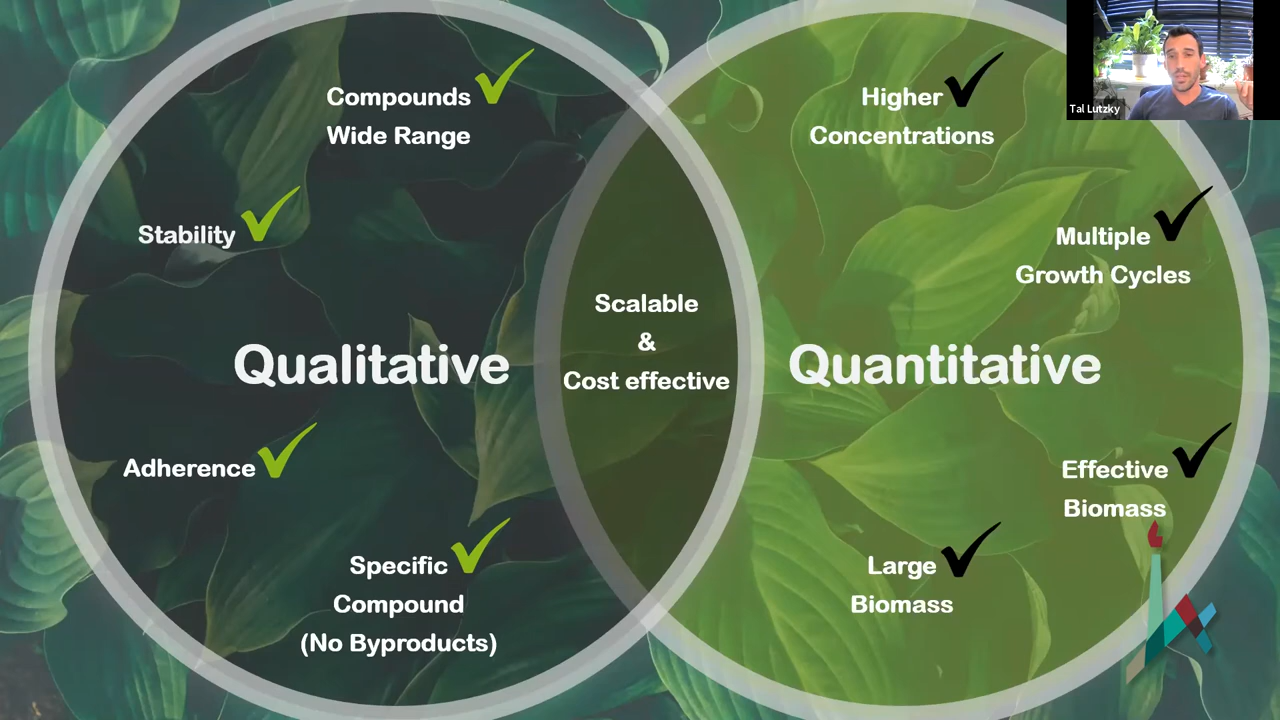 Compounds
Wide Range
Stability
Qualitative
Adherence
Specific
Compound
(No Byproducts)
Scalable
&
Cost effective
Higher
Concentrations
Multiple
Growth Cycles
Quantitative
Effective
Biomass
Large
Biomass
Tal Lutzky